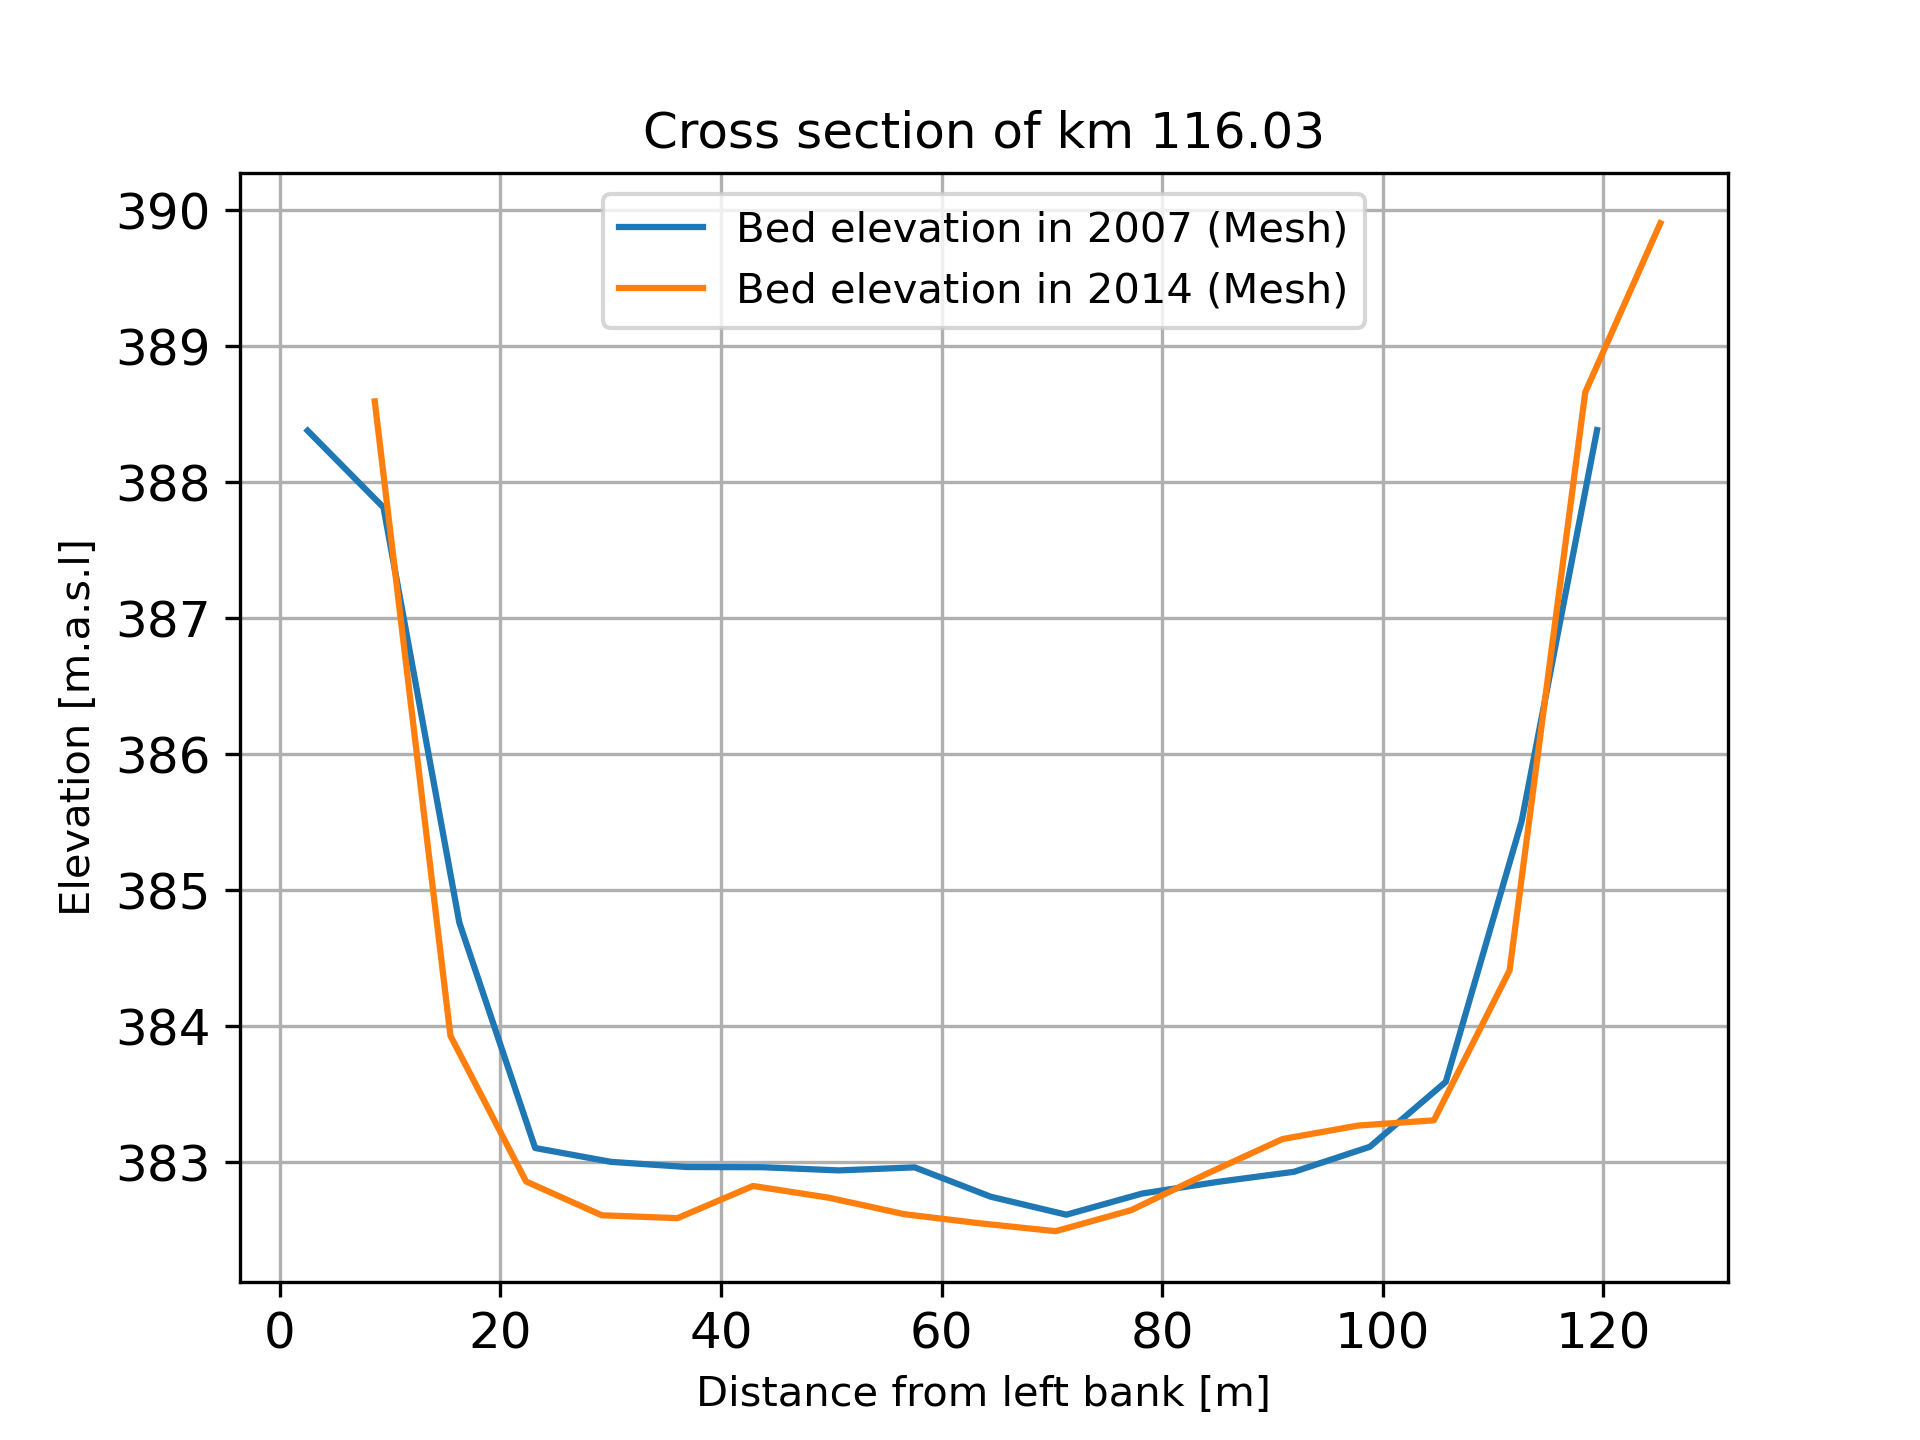 Cross section of km 116.03
Bed elevation in 2007 (Mesh)
Bed elevation in 2014 (Mesh)
390
389
388
387
386
385
384
383
Elevation [m.a.s.l]
0 20 40 60 80 100 120
Distance from left bank [m]